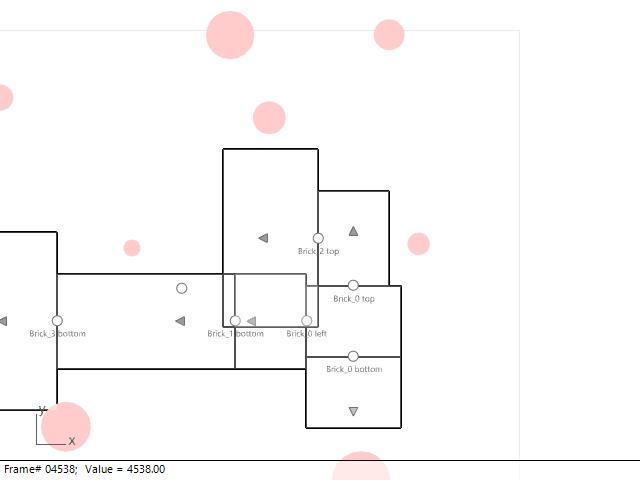 Brick_2 top
Brick_0 top
Brick_3 bottom
Brick_1 bottom
Brick_0 left
Brick_0 bottom
y
x
Frame# 04538;  Value = 4538.00